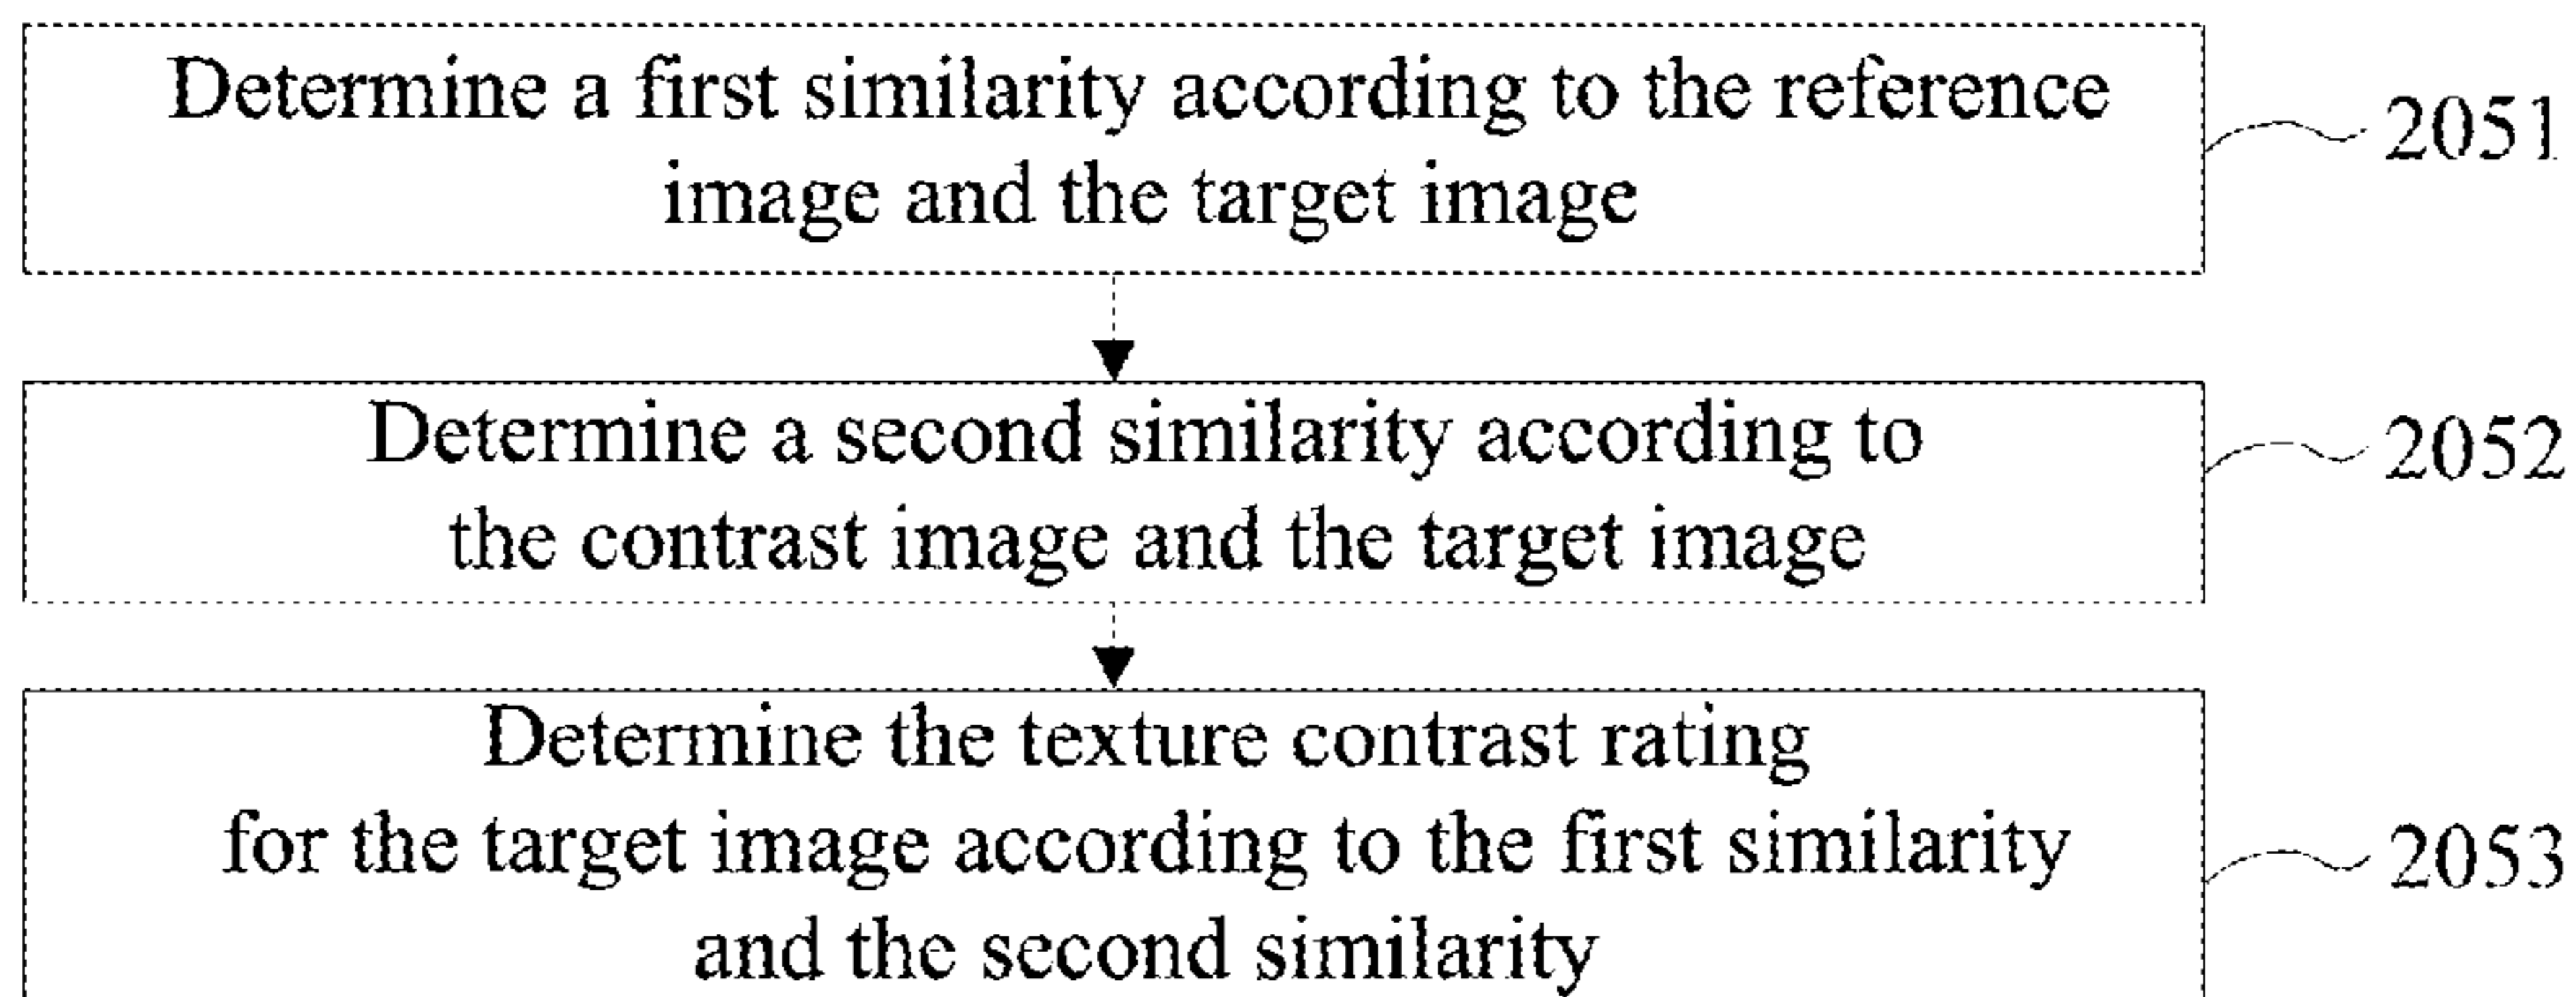 Determine a first similarity according to the reference
image and the target image
2051
Determine a second similarity according to
the contrast image and the target image
2052
Determine the texture contrast rating
for the target image according to the first similarity
and the second similarity
2053